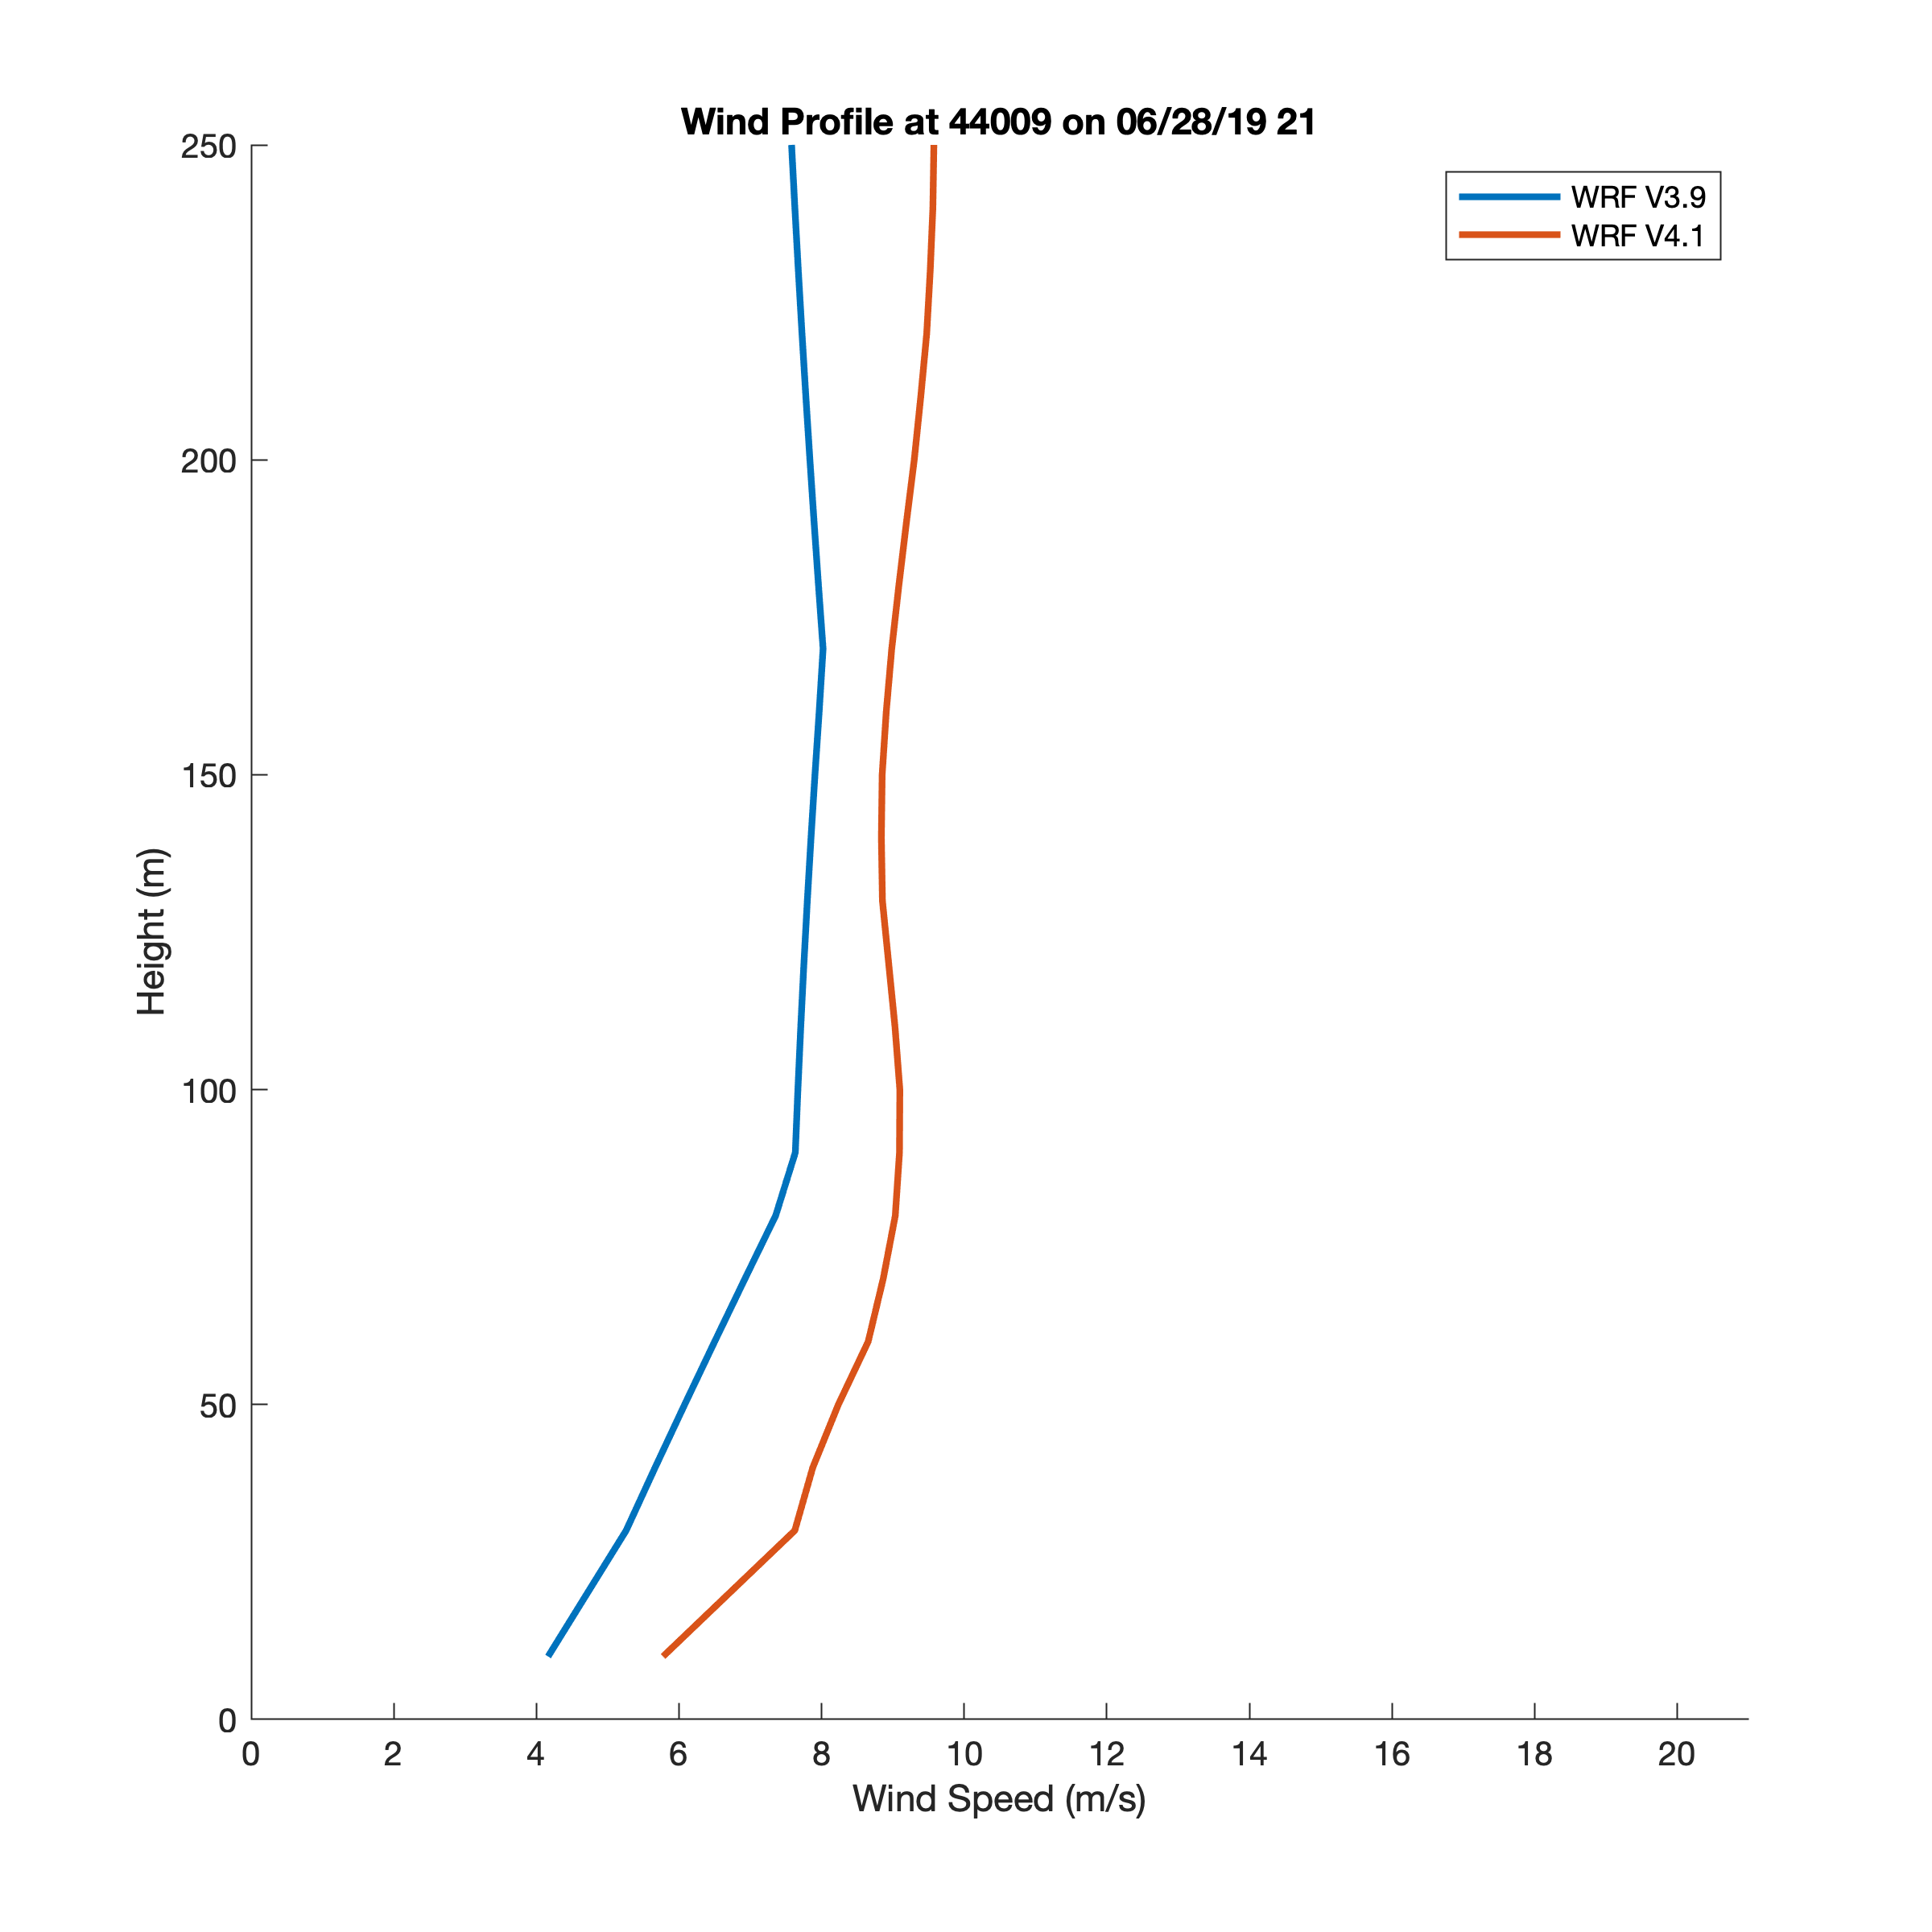 Wind Profile at 44009 on 06/28/19 21
WRF V3.9
WRF V4.1
250
200
150
100
50
0
Height (m)
0 2 4 6 8 10 12 14 16 18 20
Wind Speed (m/s)